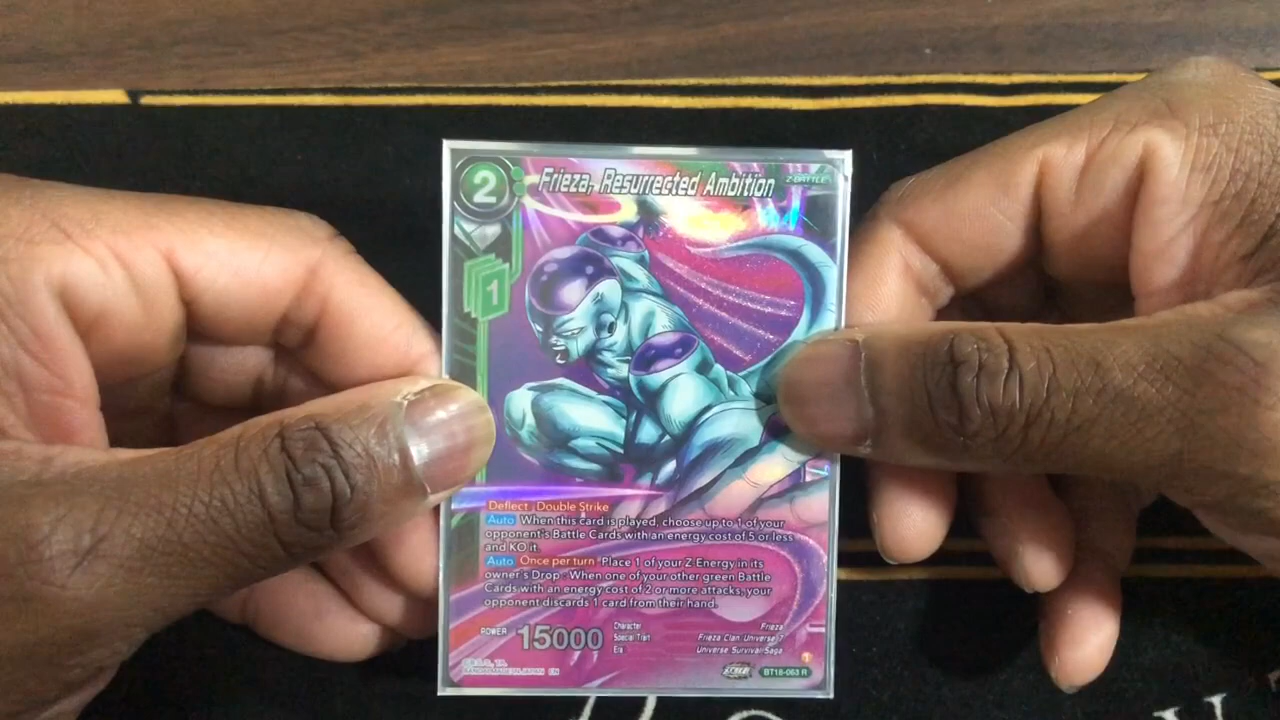 2
Frieza, Resurrected Ambition
Z-BATTLE
1
Deflect Double Strike
Auto When this card is played, choose up to 1 of your
opponent's Battle Cards with an energy cost of 5 or less
and KO it.
Auto Once per turn Place 1 of your Z-Energy in its
owner's Drop : When one of your other green Battle
Cards with an energy cost of 2 or more attacks, your
opponent discards 1 card from their hand.
POWER 15000
Character Frieza
Special Trait Frieza Clan, Universe 7
Era Universe Survival Saga
BT18-063 R